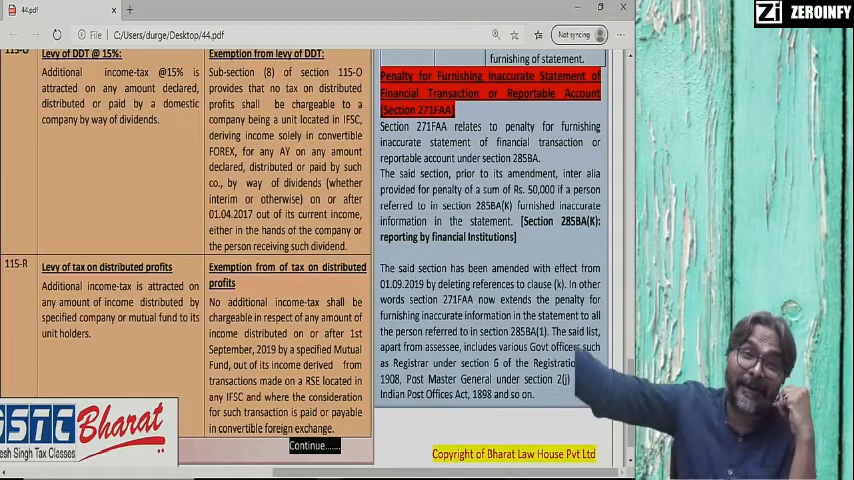 44.pdf
ZEROINFY
File
C:/Users/durge/Desktop/44.pdf
Not syncing
115-O
Levy of DDT @ 15%:
Additional income-tax @15% is
attracted on any amount declared,
distributed or paid by a domestic
company by way of dividends.
Exemption from levy of DDT:
Sub-section (8) of section 115-O
provides that no tax on distributed
profits shall be chargeable to a
company being a unit located in IFSC,
deriving income solely in convertible
FOREX, for any AY on any amount
declared, distributed or paid by such
co., by way of dividends (whether
interim or otherwise) on or after
01.04.2017 out of its current income,
either in the hands of the company or
the person receiving such dividend.
115-R
Levy of tax on distributed profits
Additional income-tax is attracted on
any amount of income distributed by
specified company or mutual fund to its
unit holders.
Exemption from of tax on distributed
profits
No additional income-tax shall be
chargeable in respect of any amount of
income distributed on or after 1st
September, 2019 by a specified Mutual
Fund, out of its income derived from
transactions made on a RSE located in
any IFSC and where the consideration
for such transaction is paid or payable
in convertible foreign exchange.
Continue.......
furnishing of statement.
Penalty for Furnishing Inaccurate Statement of
Financial Transaction or Reportable Account
[Section 271FAA]
Section 271FAA relates to penalty for furnishing
inaccurate statement of financial transaction or
reportable account under section 285BA.
The said section, prior to its amendment, inter alia
provided for penalty of a sum of Rs. 50,000 if a person
referred to in section 285BA(K) furnished inaccurate
information in the statement. [Section 285BA(K):
reporting by financial Institutions]
The said section has been amended with effect from
01.09.2019 by deleting references to clause (k). In other
words section 271FAA now extends the penalty for
furnishing inaccurate information in the statement to all
the person referred to in section 285BA(1). The said list,
apart from assessee, includes various Govt officers such
as Registrar under section 6 of the Registratio
1908, Post Master General under section 2(j)
Indian Post Offices Act, 1898 and so on.
Copyright of Bharat Law House Pvt Ltd
GSTC Bharat
esh Singh Tax Classes